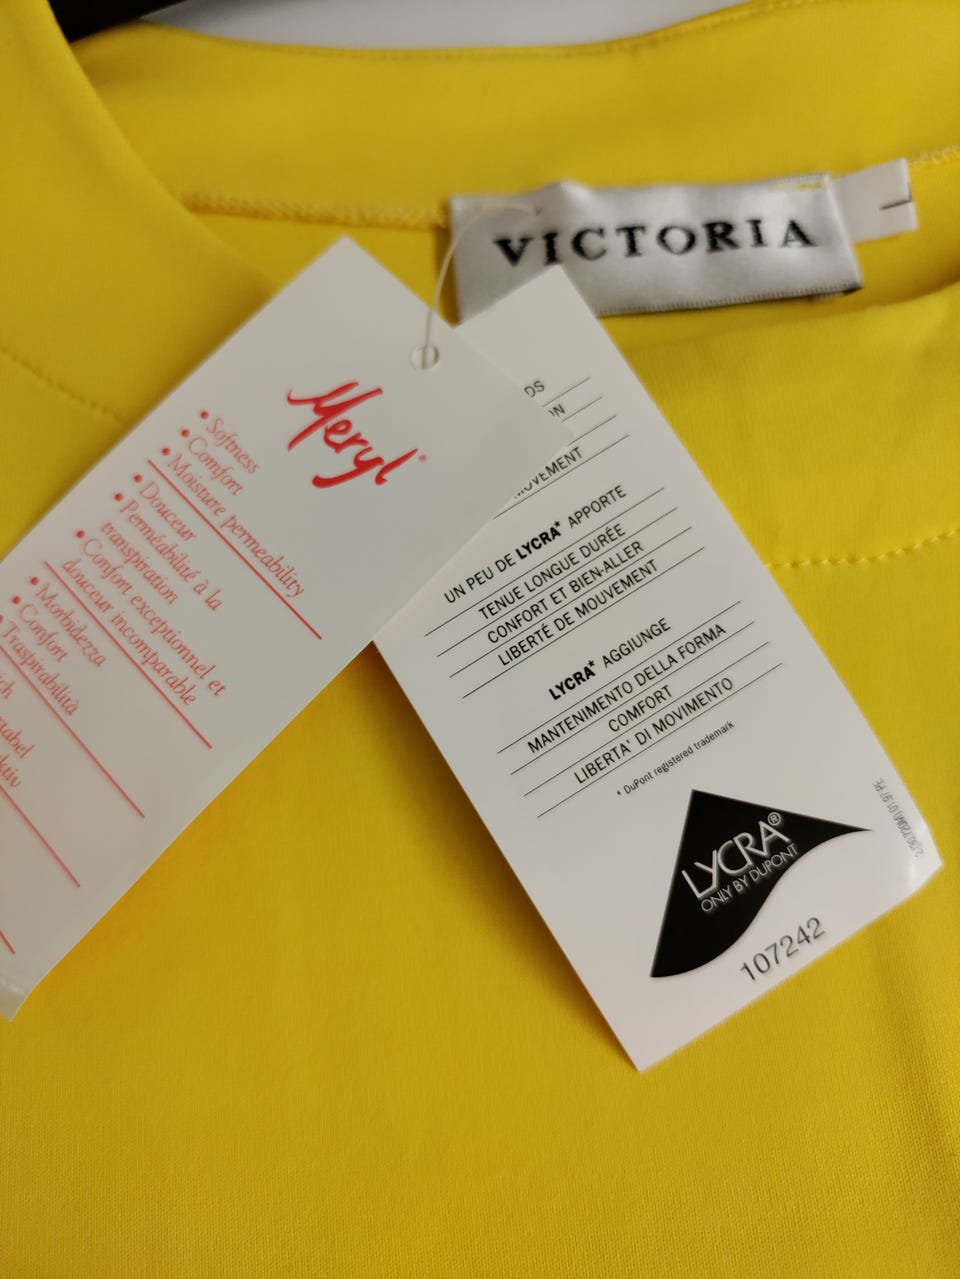 VICTORIA
L
Meryl
• Softness
• Comfort
• Moisture permeability
• Douceur
• Perméabilité à la
transpiration
• Confort exceptionnel et
douceur incomparable
• Morbidezza
• Comfort
Traspirabilità
MOVEMENT
UN PEU DE LYCRA* APPORTE
TENUE LONGUE DURÉE
CONFORT ET BIEN-ALLER
LIBERTÉ DE MOUVEMENT
LYCRA* AGGIUNGE
MANTENIMENTO DELLA FORMA
COMFORT
LIBERTA' DI MOVIMENTO
* DuPont registered trademark
LYCRA®
ONLY BY DUPONT
107242